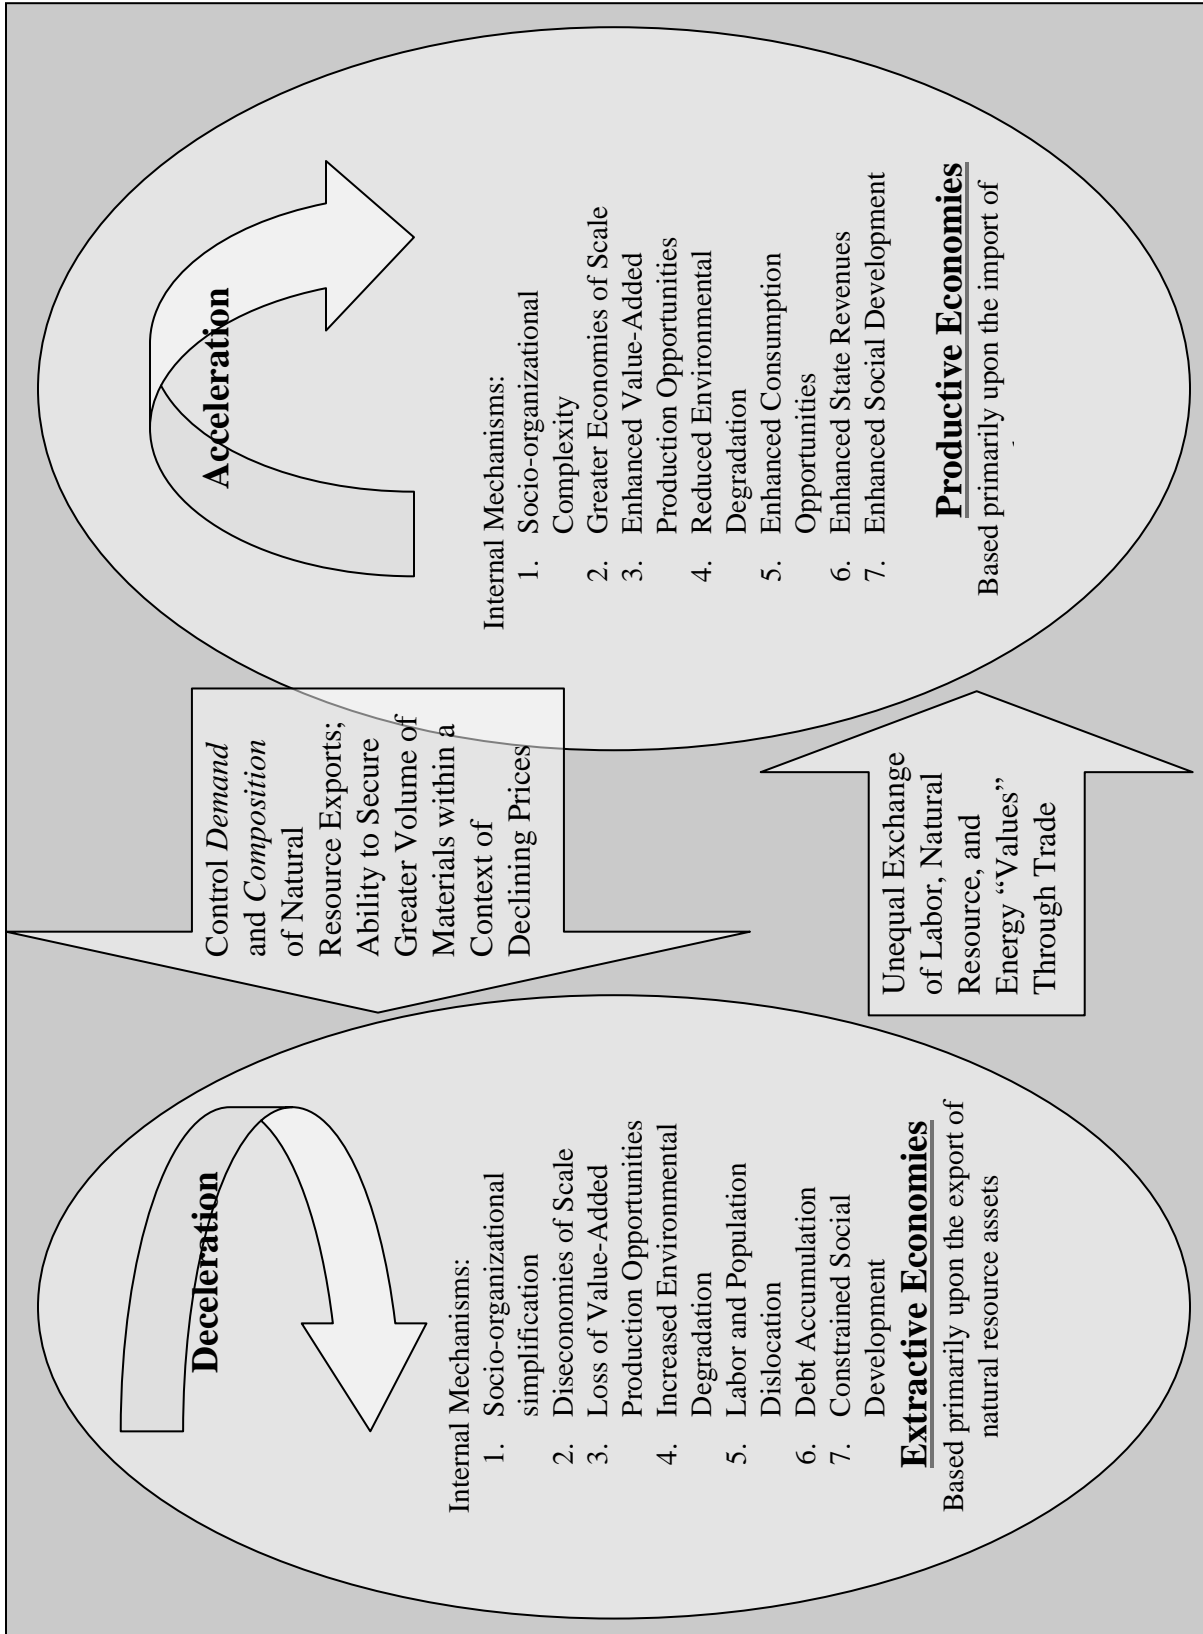 Deceleration
Internal Mechanisms:
1. Socio-organizational
simplification
2. Diseconomies of Scale
3. Loss of Value-Added
Production Opportunities
4. Increased Environmental
Degradation
5. Labor and Population
Dislocation
6. Debt Accumulation
7. Constrained Social
Development
Extractive Economies
Based primarily upon the export of
natural resource assets
Control Demand
and Composition
of Natural
Resource Exports;
Ability to Secure
Greater Volume of
Materials within a
Context of
Declining Prices
Unequal Exchange
of Labor, Natural
Resource, and
Energy “Values”
Through Trade
Acceleration
Internal Mechanisms:
1. Socio-organizational
Complexity
2. Greater Economies of Scale
3. Enhanced Value-Added
Production Opportunities
4. Reduced Environmental
Degradation
5. Enhanced Consumption
Opportunities
6. Enhanced State Revenues
7. Enhanced Social Development
Productive Economies
Based primarily upon the import of